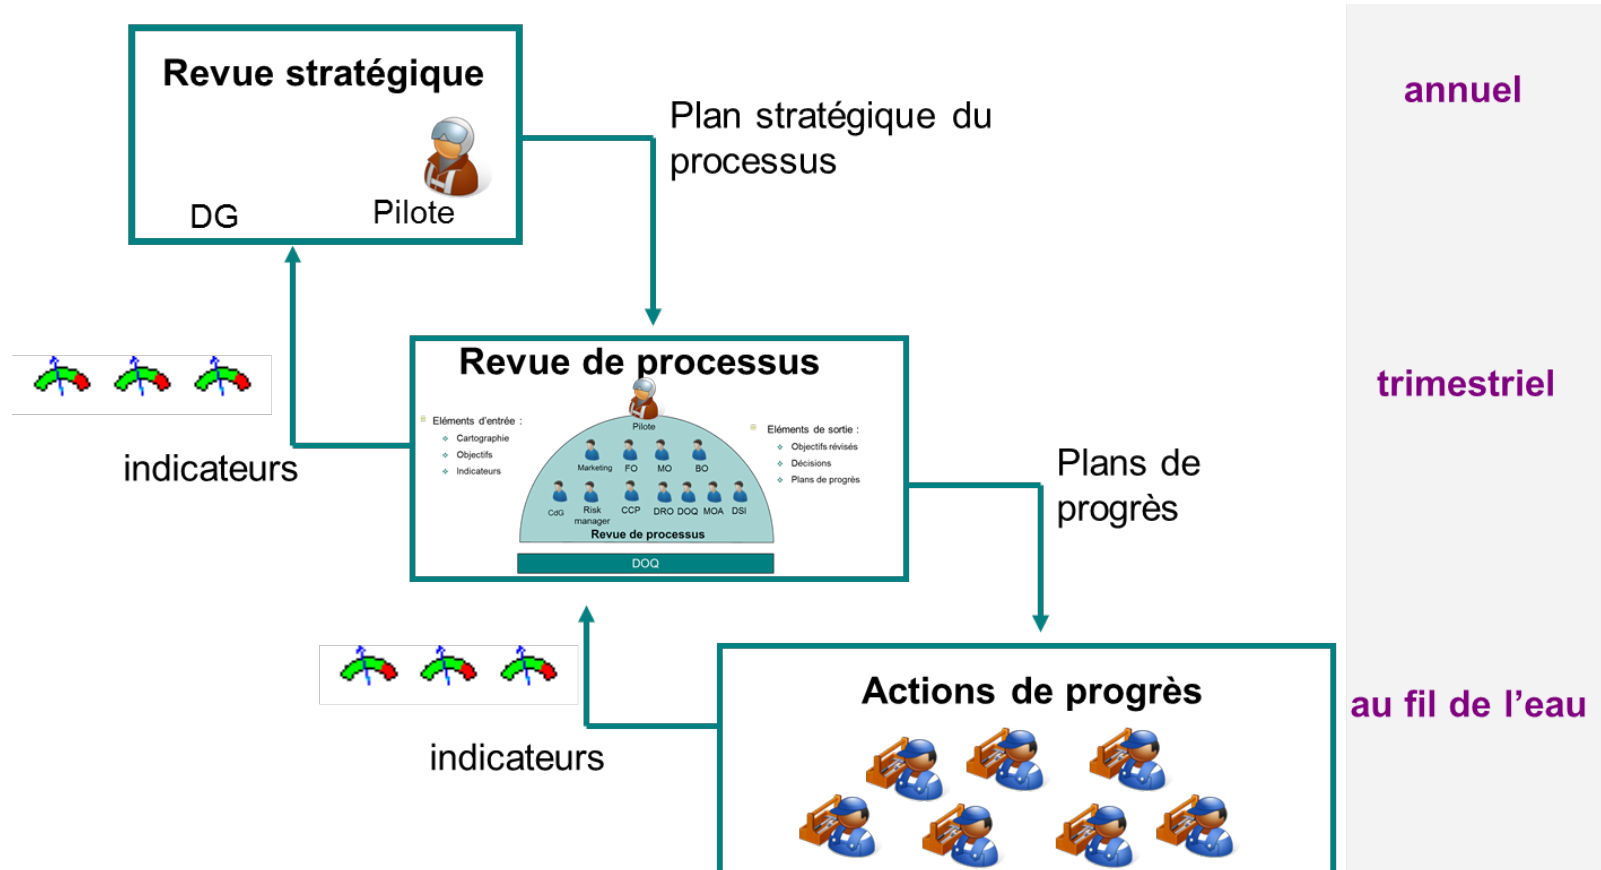 Revue stratégique
DG
Pilote
Plan stratégique du
processus
annuel
indicateurs
Revue de processus
Eléments d'entrée :
Cartographie
Objectifs
Indicateurs
Pilote
Marketing FO MO BO
CdG Risk manager CCP DRO DOQ MOA DSI
Revue de processus
DOQ
Eléments de sortie :
Objectifs révisés
Décisions
Plans de progrès
trimestriel
Plans de
progrès
indicateurs
Actions de progrès
au fil de l’eau